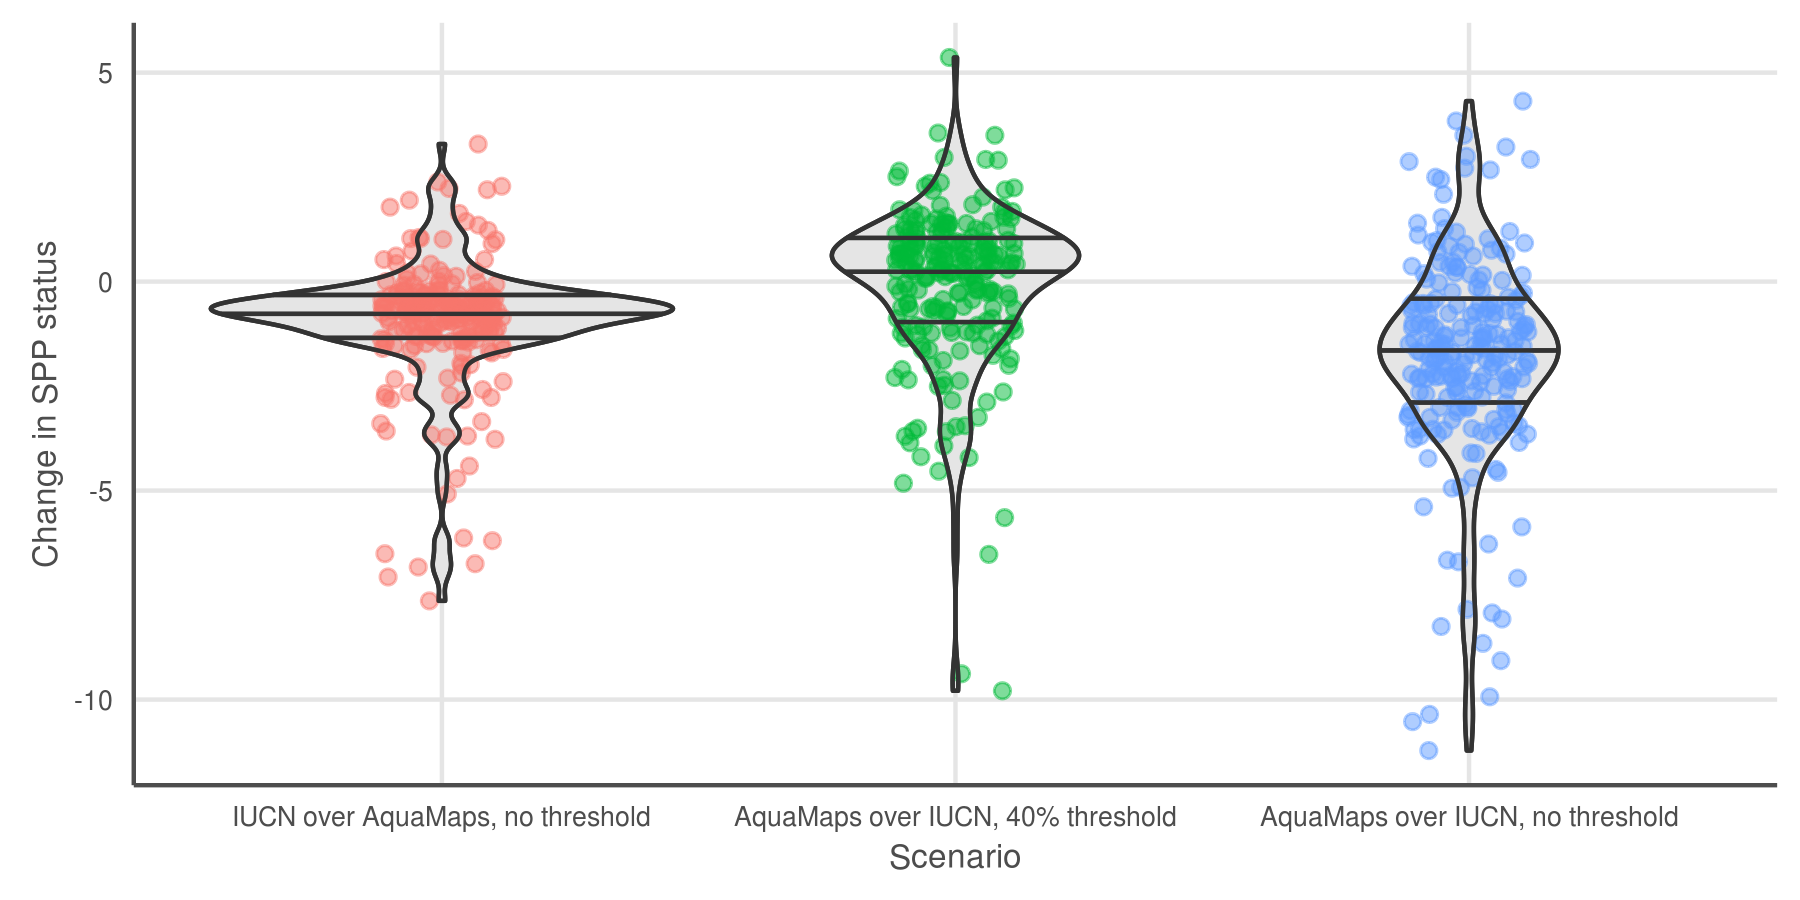 Change in SPP status
5
0
-5
-10
IUCN over AquaMaps, no threshold
AquaMaps over IUCN, 40% threshold
AquaMaps over IUCN, no threshold
Scenario